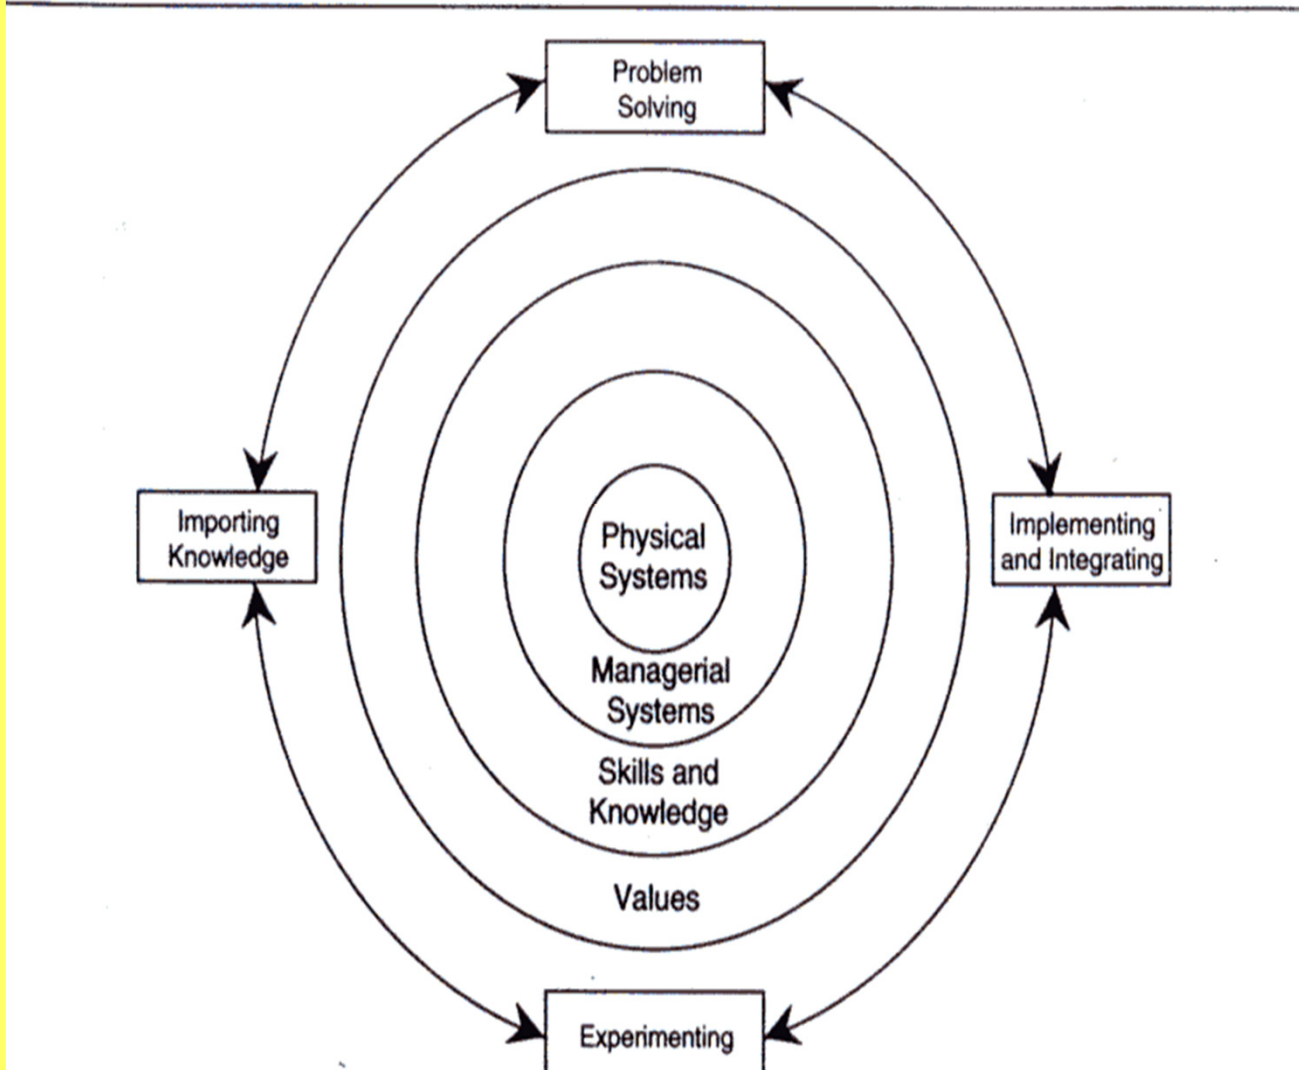 Problem
Solving
Importing
Knowledge
Implementing
and Integrating
Physical
Systems
Managerial
Systems
Skills and
Knowledge
Values
Experimenting